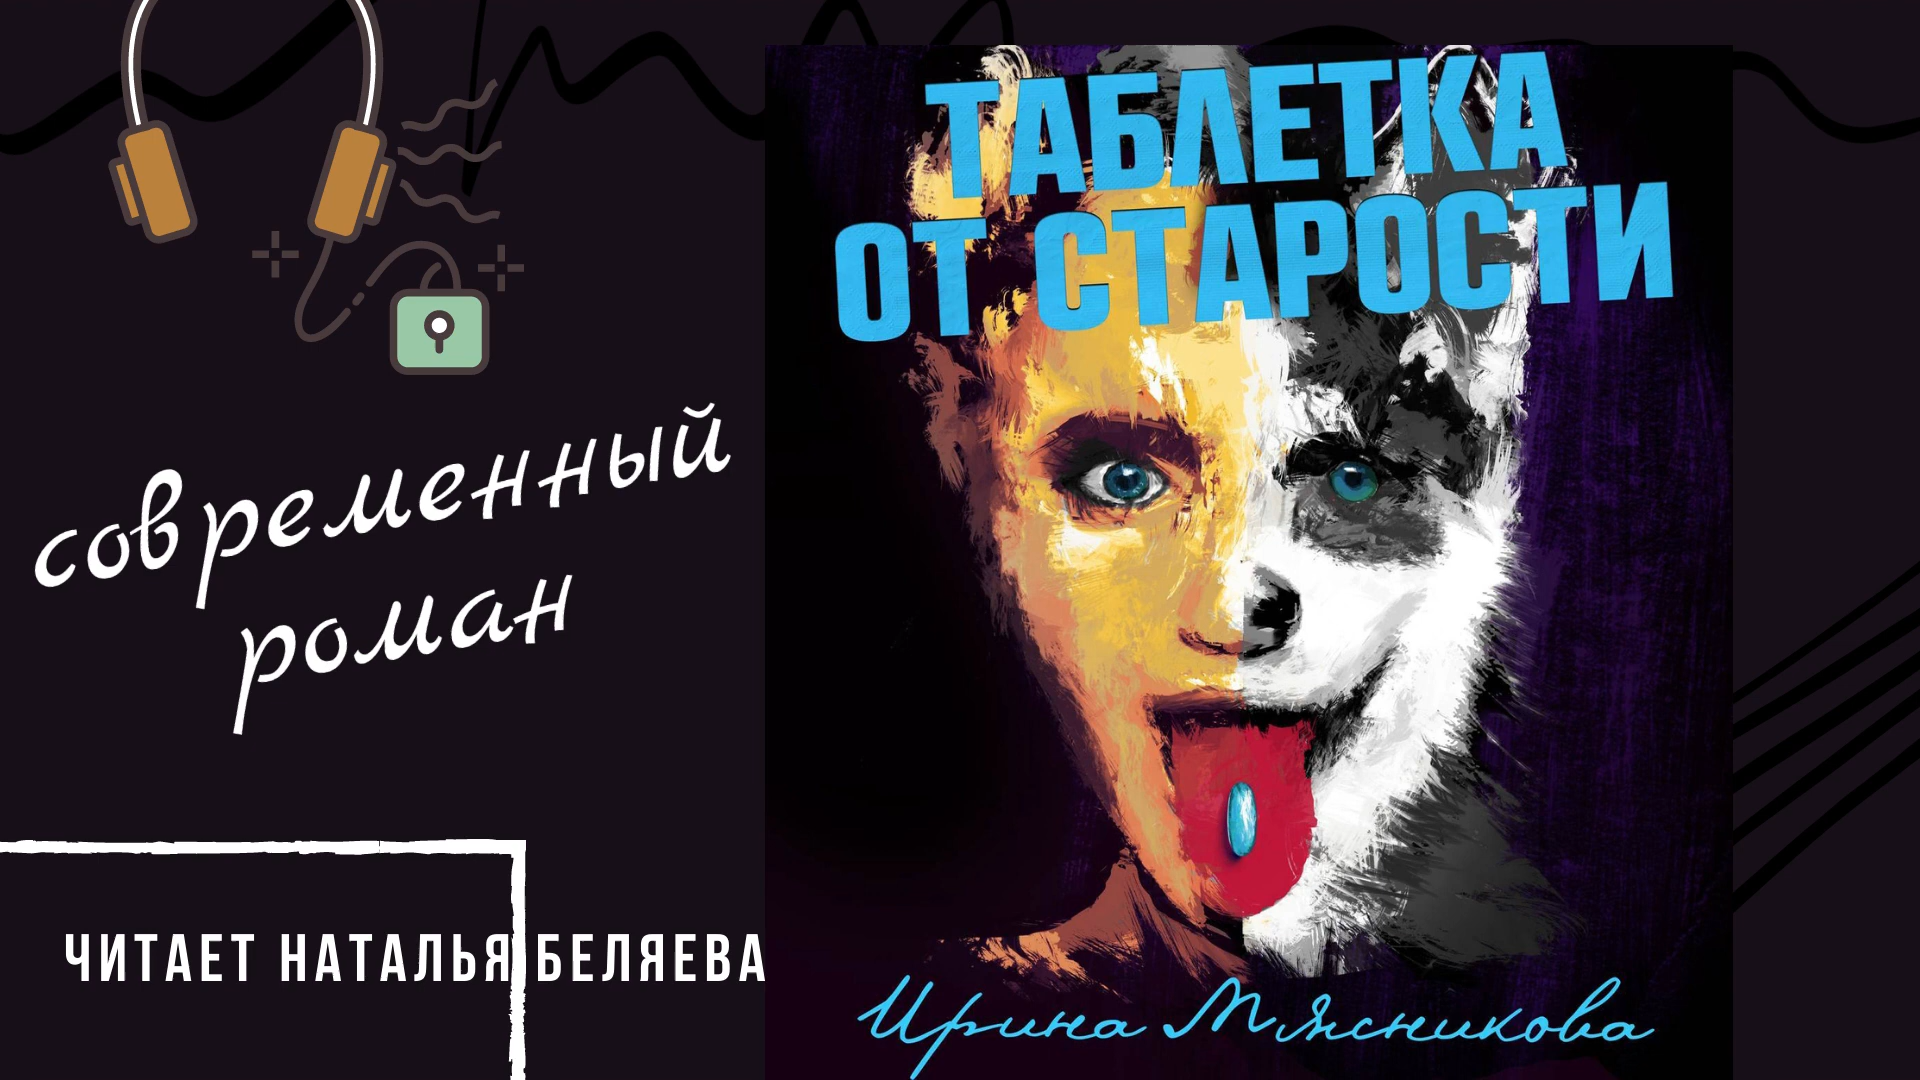 современный
роман
ЧИТАЕТ НАТАЛЬЯ БЕЛЯЕВА
ТАБЛЕТКА
ОТ СТАРОСТИ
Ирина Мясникова